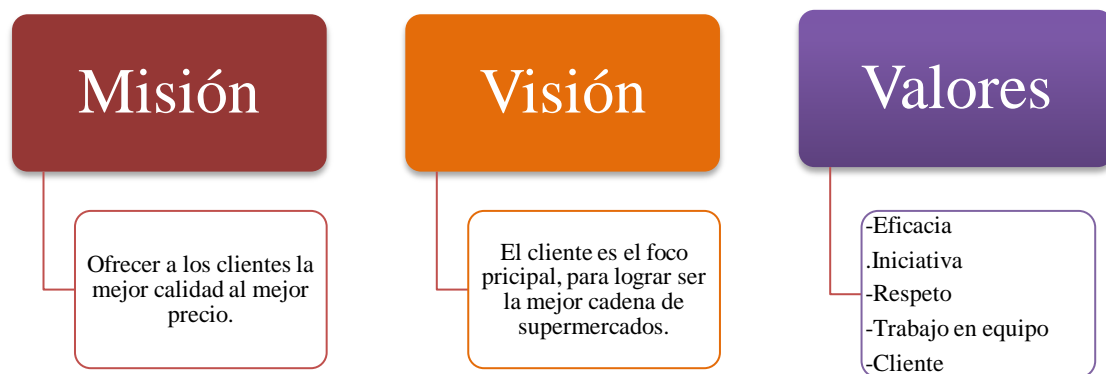 Misión
Ofrecer a los clientes la
mejor calidad al mejor
precio.
Visión
El cliente es el foco
pricipal, para lograr ser
la mejor cadena de
supermercados.
Valores
-Eficacia
.Iniciativa
-Respeto
-Trabajo en equipo
-Cliente